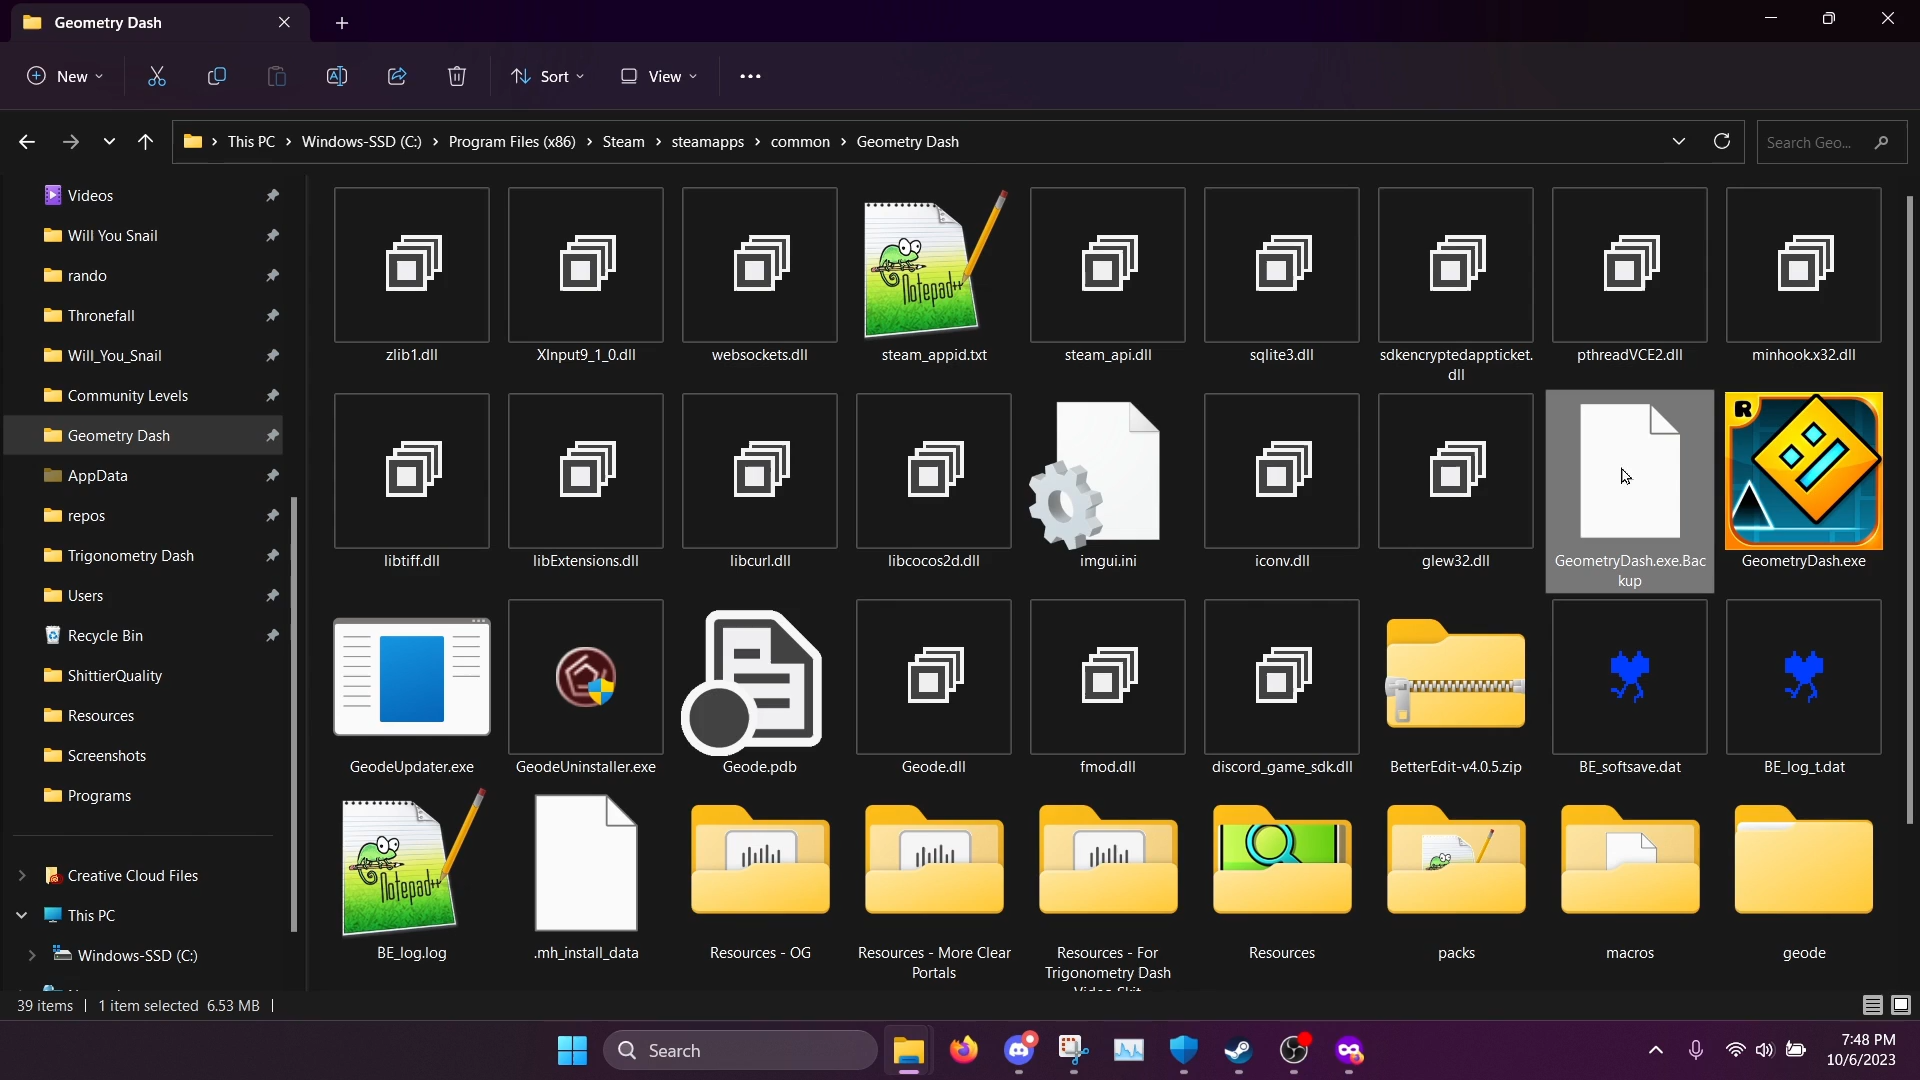 Geometry Dash
New
Sort
View
This PC
Windows-SSD (C:)
Program Files (x86)
Steam
steamapps
common
Geometry Dash
Search Geo...
Videos
Will You Snail
rando
Thronefall
Will_You_Snail
Community Levels
Geometry Dash
AppData
repos
Trigonometry Dash
Users
Recycle Bin
ShittierQuality
Resources
Screenshots
Programs
Creative Cloud Files
This PC
Windows-SSD (C:)
Notepad++
zlib1.dll
XInput9_1_0.dll
websockets.dll
steam_appid.txt
steam_api.dll
sqlite3.dll
sdkencryptedappticket.
dll
pthreadVCE2.dll
minhook.x32.dll
R
libtiff.dll
libExtensions.dll
libcurl.dll
libcocos2d.dll
imgui.ini
iconv.dll
glew32.dll
GeometryDash.exe.Bac
kup
GeometryDash.exe
GeodeUpdater.exe
GeodeUninstaller.exe
Geode.pdb
Geode.dll
fmod.dll
discord_game_sdk.dll
BetterEdit-v4.0.5.zip
BE_softsave.dat
BE_log_t.dat
Notepad++
BE_log.log
.mh_install_data
Resources - OG
Resources - More Clear
Portals
Resources - For
Trigonometry Dash
Video Skit
Resources
packs
macros
geode
39 items
1 item selected 6.53 MB
Search
7:48 PM
10/6/2023